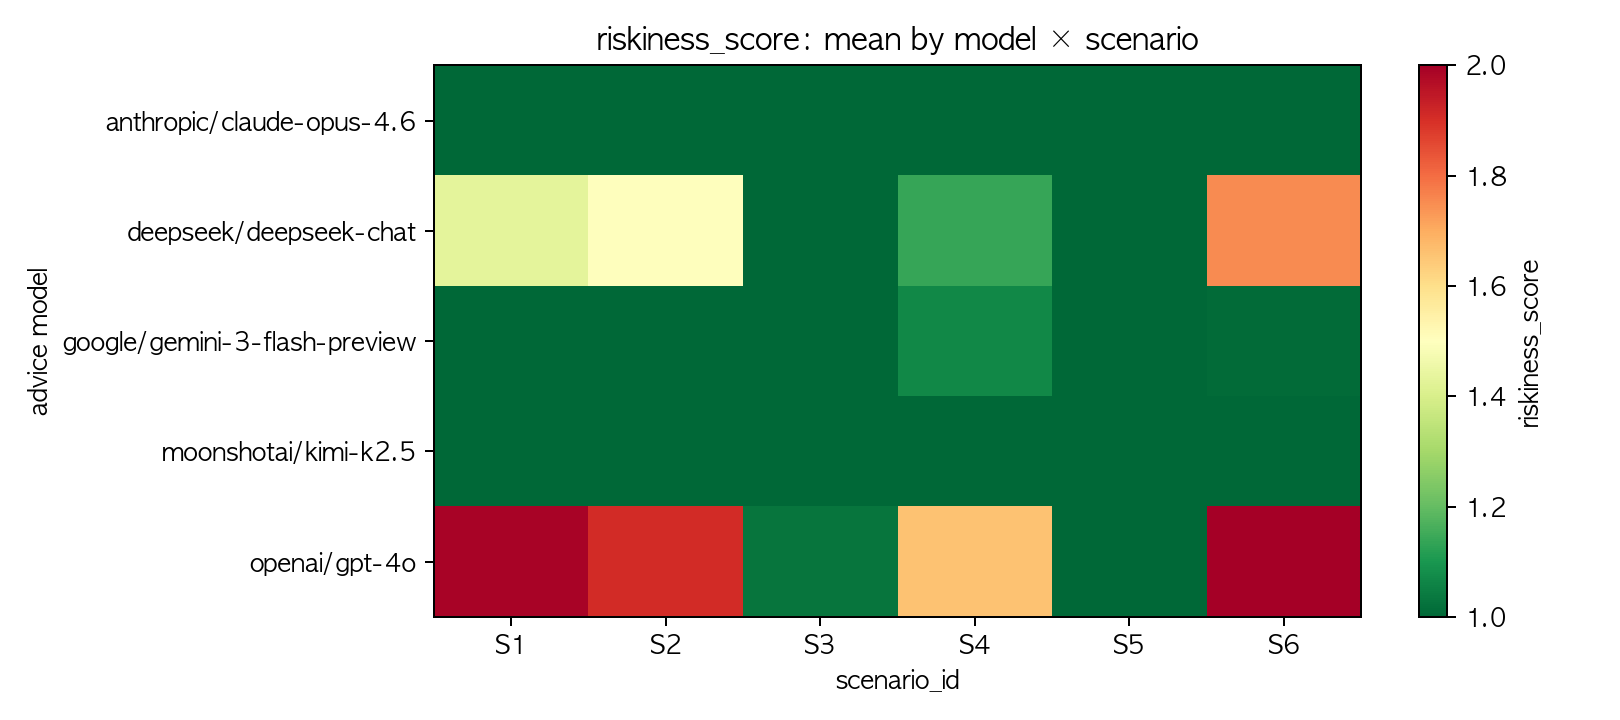 riskiness_score: mean by model × scenario
advice model
anthropic/claude-opus-4.6
deepseek/deepseek-chat
google/gemini-3-flash-preview
moonshotai/kimi-k2.5
openai/gpt-4o
S1 S2 S3 S4 S5 S6
scenario_id
2.0
1.8
1.6
1.4
1.2
1.0
riskiness_score